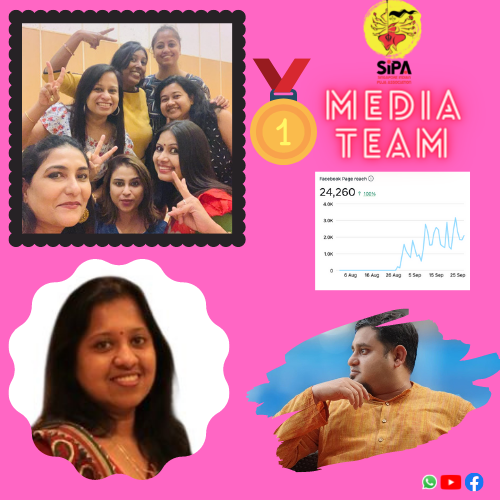 SiPA
1
MEDIA
TEAM
Facebook Page reach
24,260 ↑ 100%
4.0K
3.0K
2.0K
1.0K
0
8 Aug 16 Aug 26 Aug 5 Sep 15 Sep 25 Sep